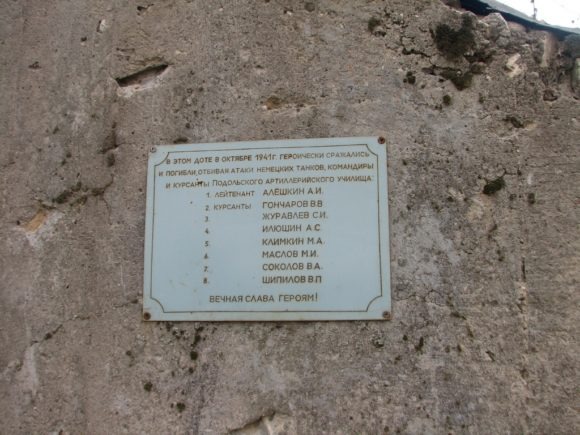 В ЭТОМ ДОТЕ В ОКТЯБРЕ 1941 Г. ГЕРОИЧЕСКИ СРАЖАЛИСЬ
И ПОГИБЛИ, ОТБИВАЯ АТАКИ НЕМЕЦКИХ ТАНКОВ, КОМАНДИРЫ
И КУРСАНТЫ ПОДОЛЬСКОГО АРТИЛЛЕРИЙСКОГО УЧИЛИЩА:
1. ЛЕЙТЕНАНТ АЛЁШКИН А.И.
2. КУРСАНТЫ ГОНЧАРОВ В.В
3. ЖУРАВЛЕВ С.И.
4. ИЛЮШИН А.С.
5. КЛИМКИН М.А.
6. МАСЛОВ М.И.
7. СОКОЛОВ В.А.
8 ШИПИЛОВ В.П
ВЕЧНАЯ СЛАВА ГЕРОЯМ!